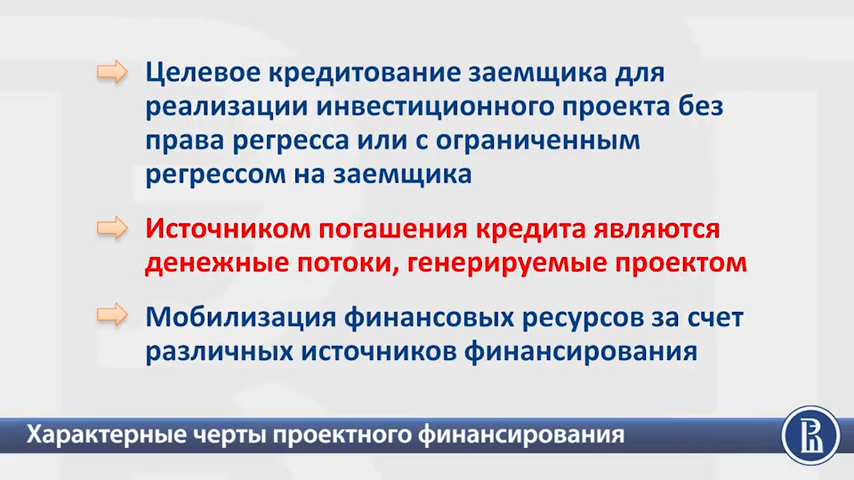 Целевое кредитование заемщика для
реализации инвестиционного проекта без
права регресса или с ограниченным
регрессом на заемщика
Источником погашения кредита являются
денежные потоки, генерируемые проектом
Мобилизация финансовых ресурсов за счет
различных источников финансирования
Характерные черты проектного финансирования